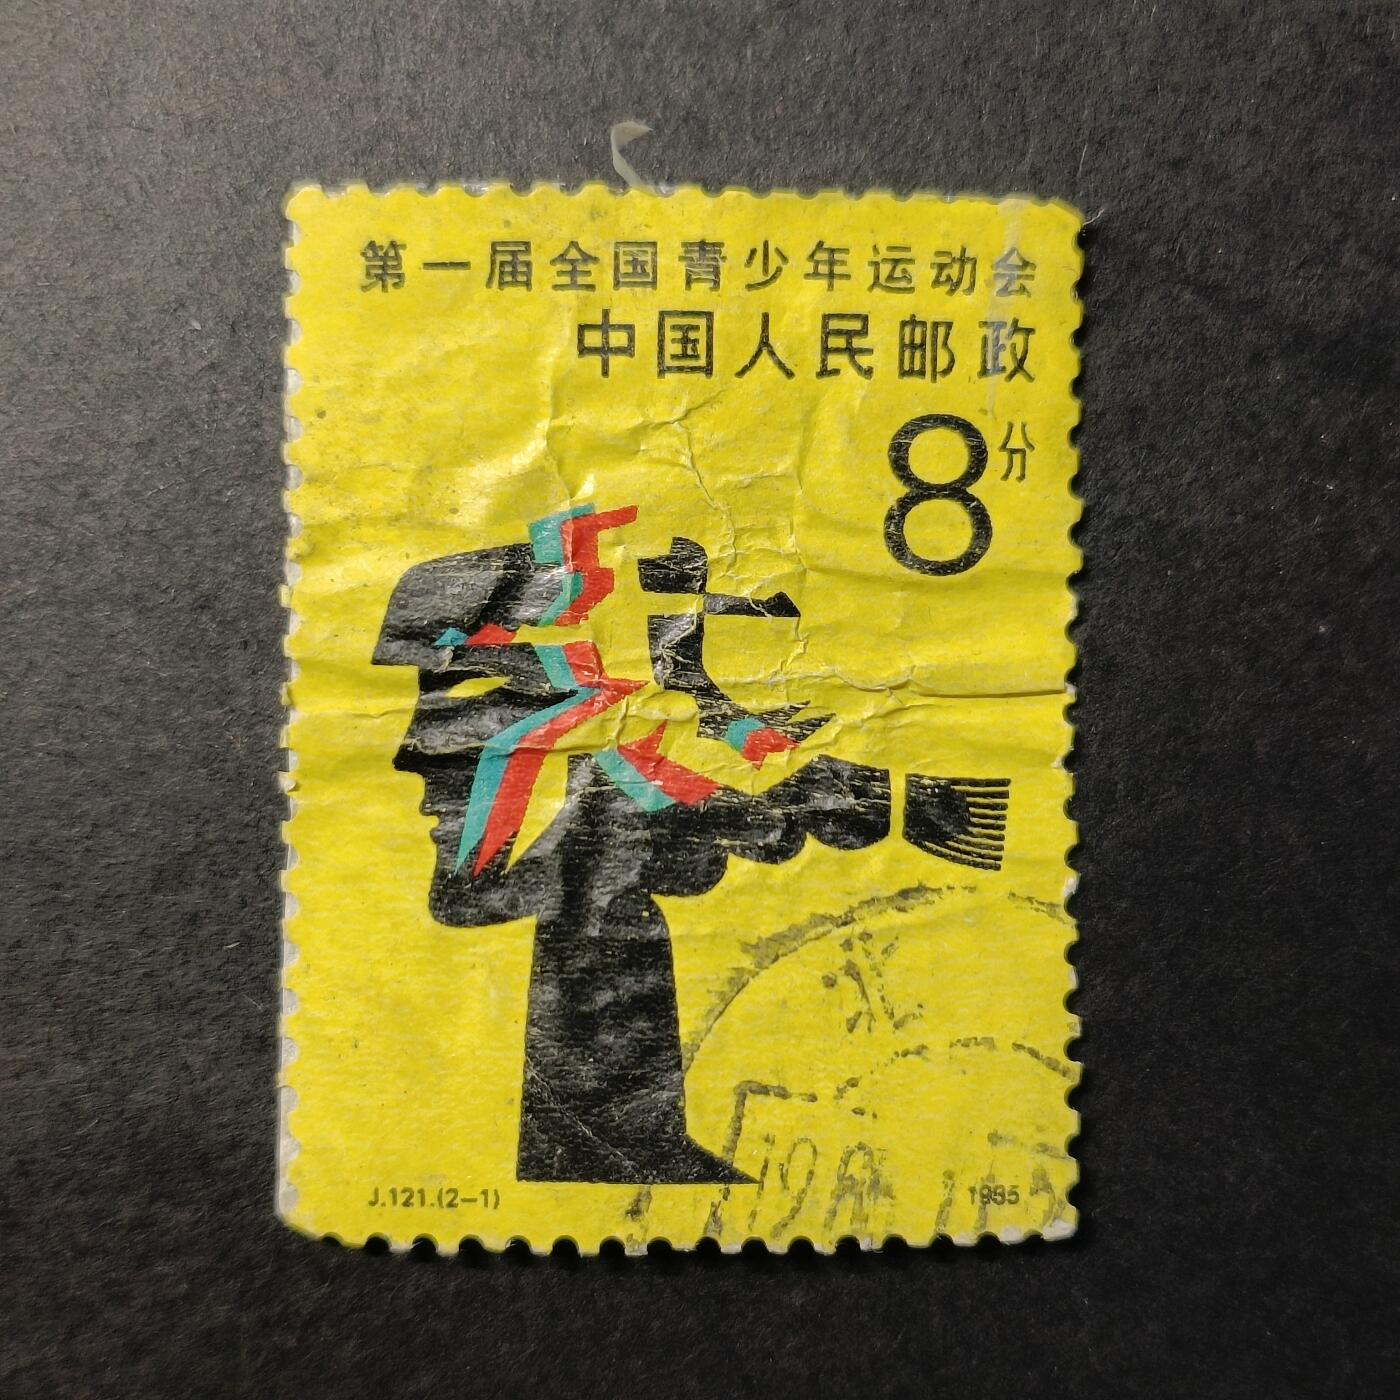 第一届全国青少年运动会
中国人民邮政
8分
北
J.121.(2-1)
1985